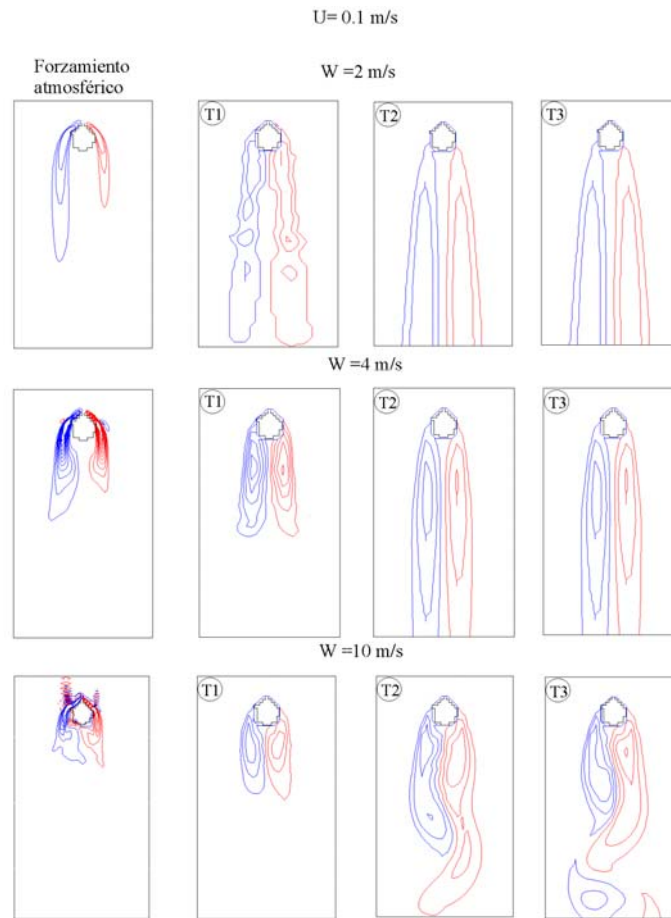 U= 0.1 m/s
Forzamiento
atmosférico
W =2 m/s
T1
T2
T3
W =4 m/s
T1
T2
T3
W =10 m/s
T1
T2
T3